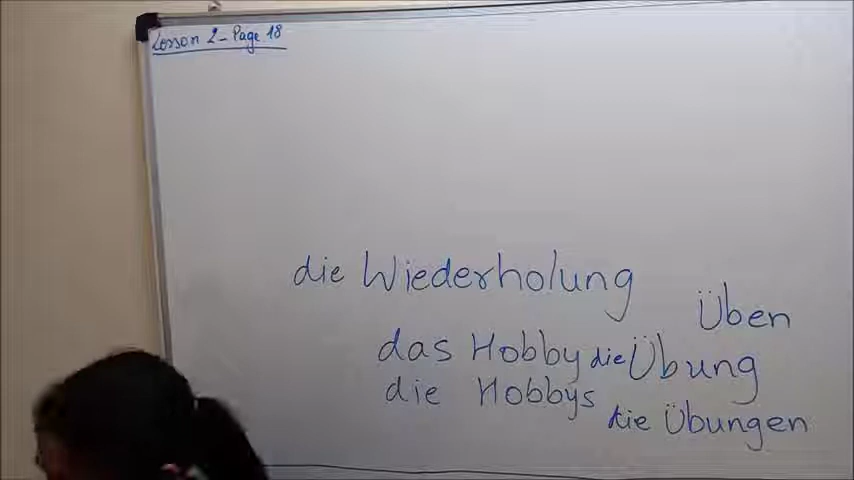 Lesson 2 - Page 18
die Wiederholung
Üben
das Hobby die Übung
die Hobbys
die Übungen